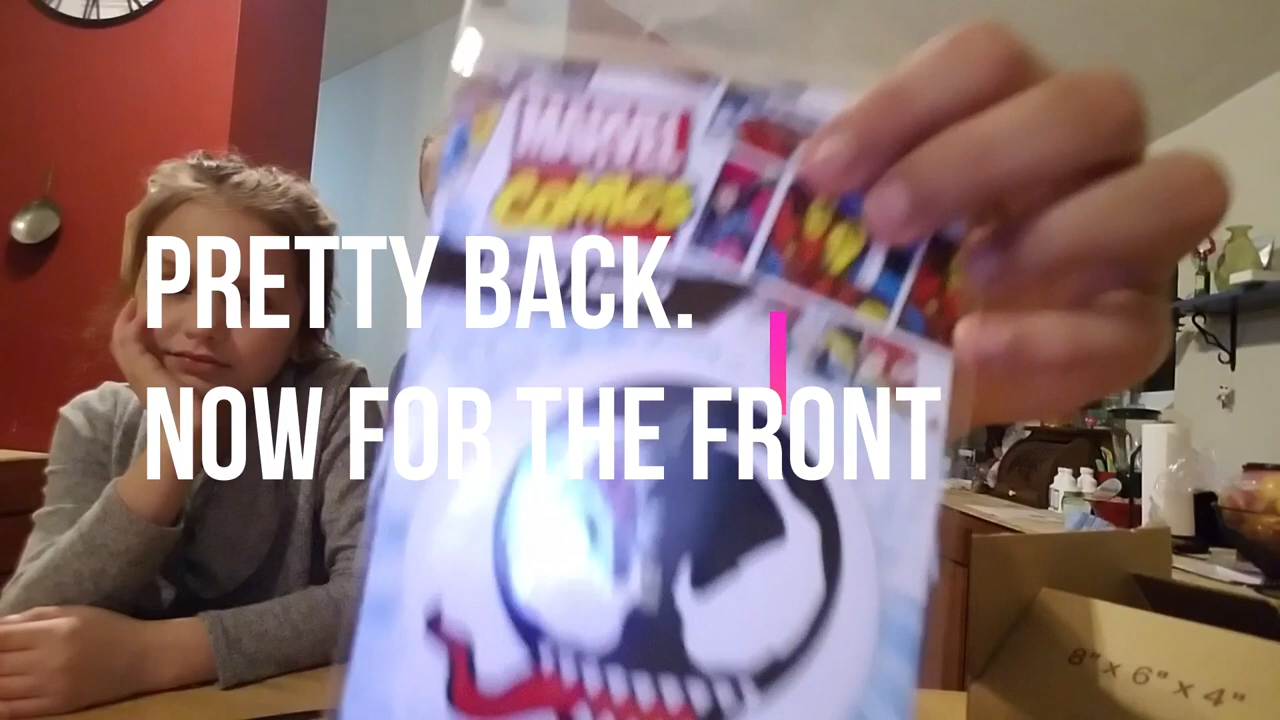 MARVEL
COMICS
PRETTY BACK.
NOW FOR THE FRONT
8" x 6" x 4"